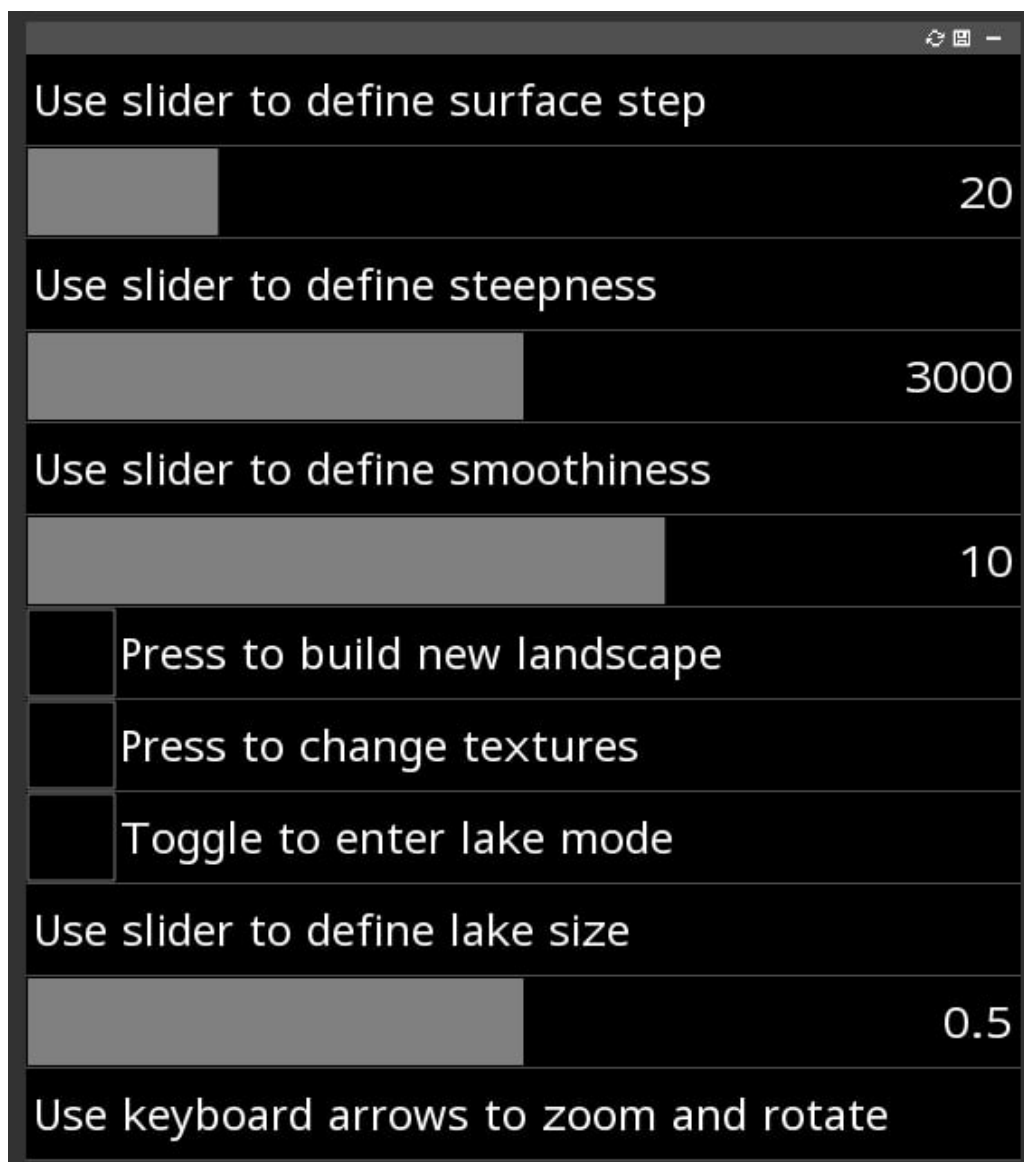 Use slider to define surface step
20
Use slider to define steepness
3000
Use slider to define smoothiness
10
Press to build new landscape
Press to change textures
Toggle to enter lake mode
Use slider to define lake size
0.5
Use keyboard arrows to zoom and rotate